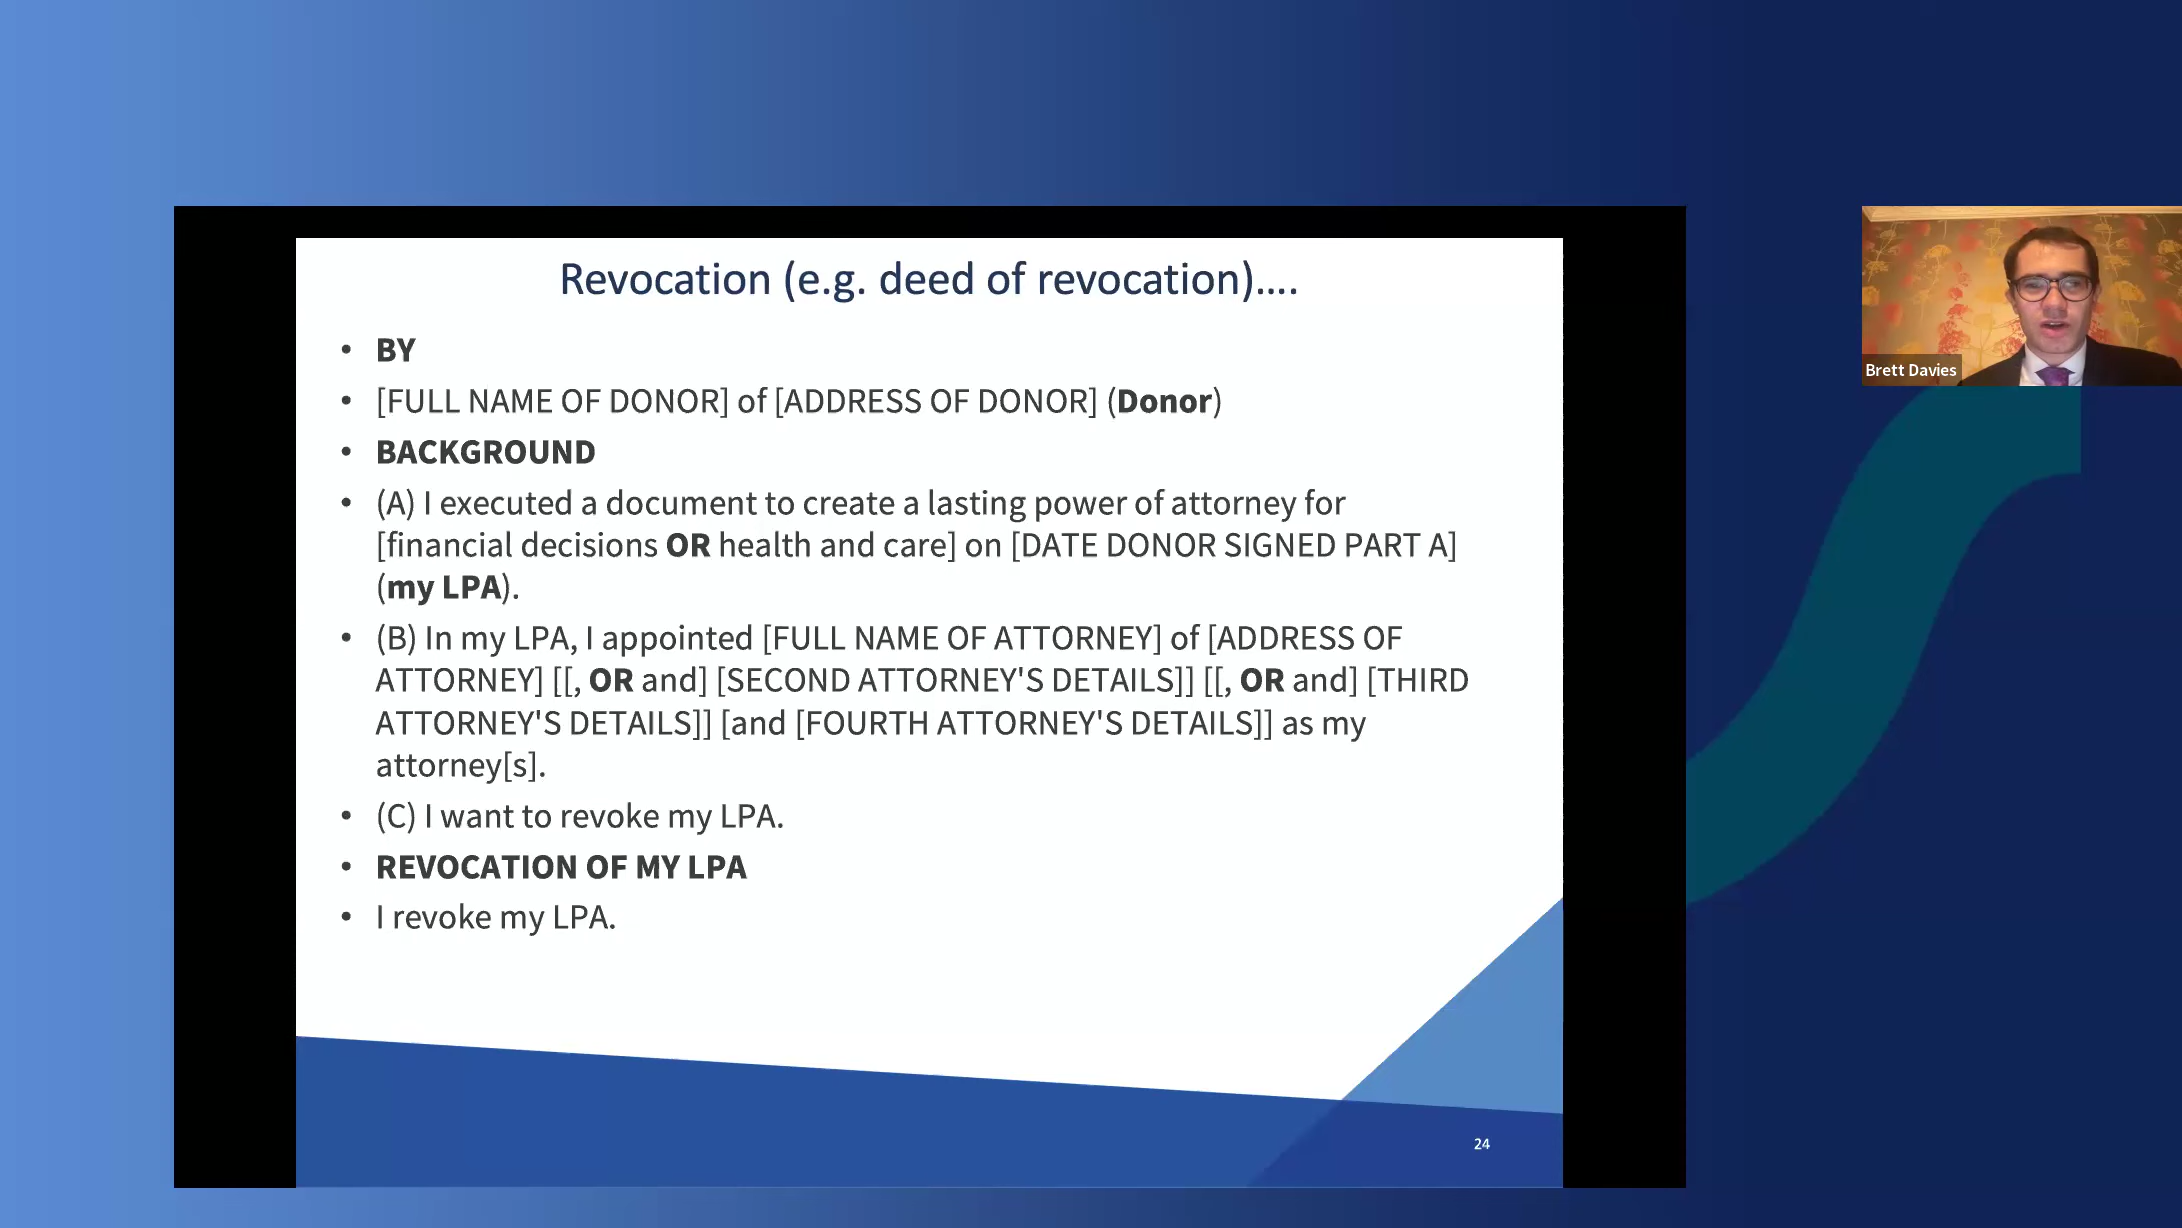 Revocation (e.g. deed of revocation)....
• BY
• [FULL NAME OF DONOR] of [ADDRESS OF DONOR] (Donor)
• BACKGROUND
• (A) I executed a document to create a lasting power of attorney for
[financial decisions OR health and care] on [DATE DONOR SIGNED PART A]
(my LPA).
• (B) In my LPA, I appointed [FULL NAME OF ATTORNEY] of [ADDRESS OF
ATTORNEY] [[, OR and] [SECOND ATTORNEY'S DETAILS]] [[, OR and] [THIRD
ATTORNEY'S DETAILS]] [and [FOURTH ATTORNEY'S DETAILS]] as my
attorney[s].
• (C) I want to revoke my LPA.
• REVOCATION OF MY LPA
• I revoke my LPA.
24
Brett Davies